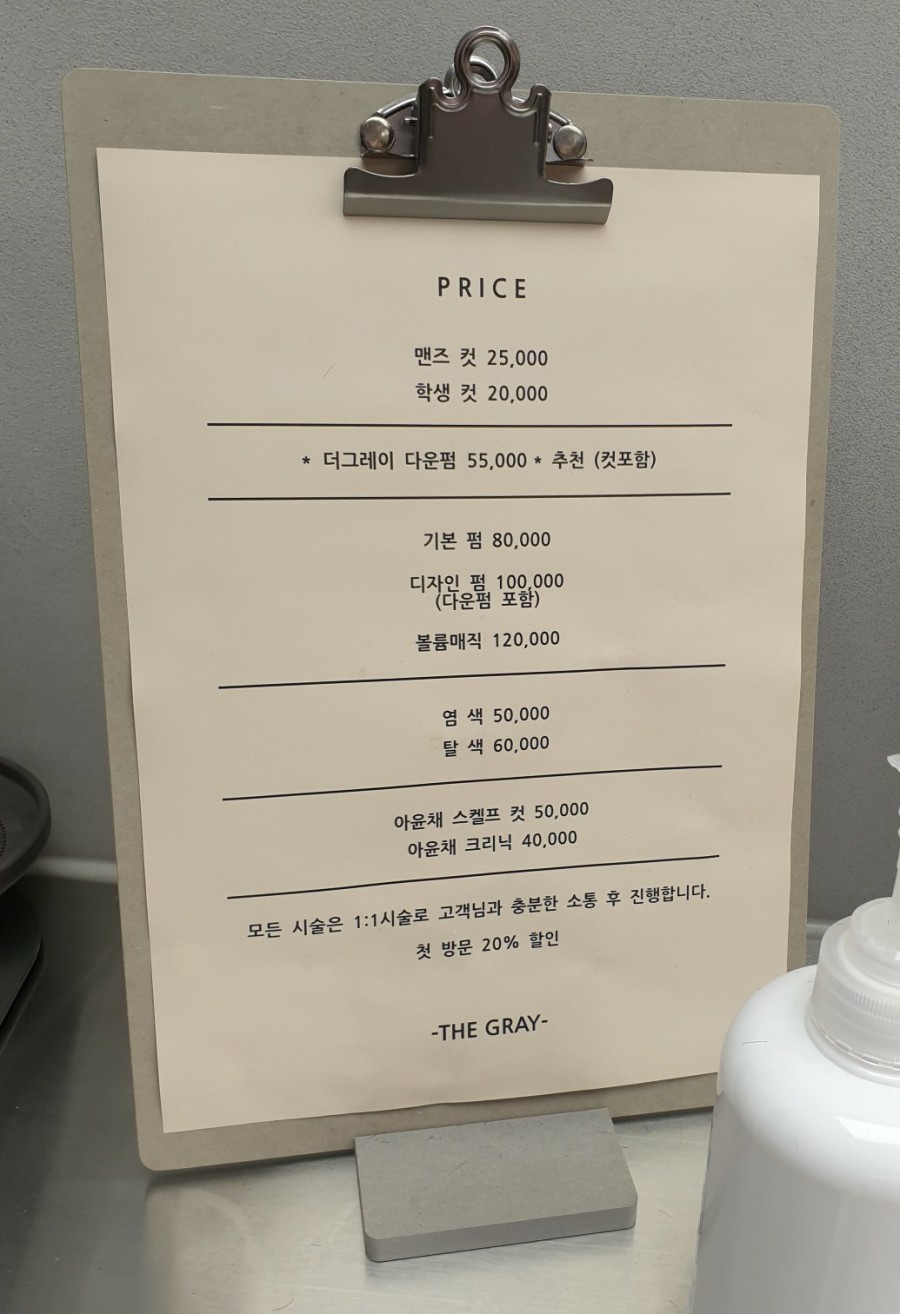 PRICE
맨즈 컷 25,000
학생 컷 20,000
* 더그레이 다운펌 55,000 * 추천 (컷포함)
기본 펌 80,000
디자인 펌 100,000
(다운펌 포함)
볼륨매직 120,000
염 색 50,000
탈 색 60,000
아윤채 스켈프 컷 50,000
아윤채 크리닉 40,000
모든 시술은 1:1시술로 고객님과 충분한 소통 후 진행합니다.
첫 방문 20% 할인
-THE GRAY-